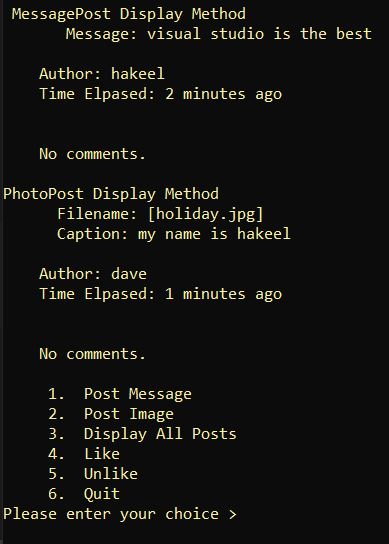 MessagePost Display Method
Message: visual studio is the best
Author: hakeel
Time Elpased: 2 minutes ago
No comments.
PhotoPost Display Method
Filename: [holiday.jpg]
Caption: my name is hakeel
Author: dave
Time Elpased: 1 minutes ago
No comments.
1. Post Message
2. Post Image
3. Display All Posts
4. Like
5. Unlike
6. Quit
Please enter your choice >